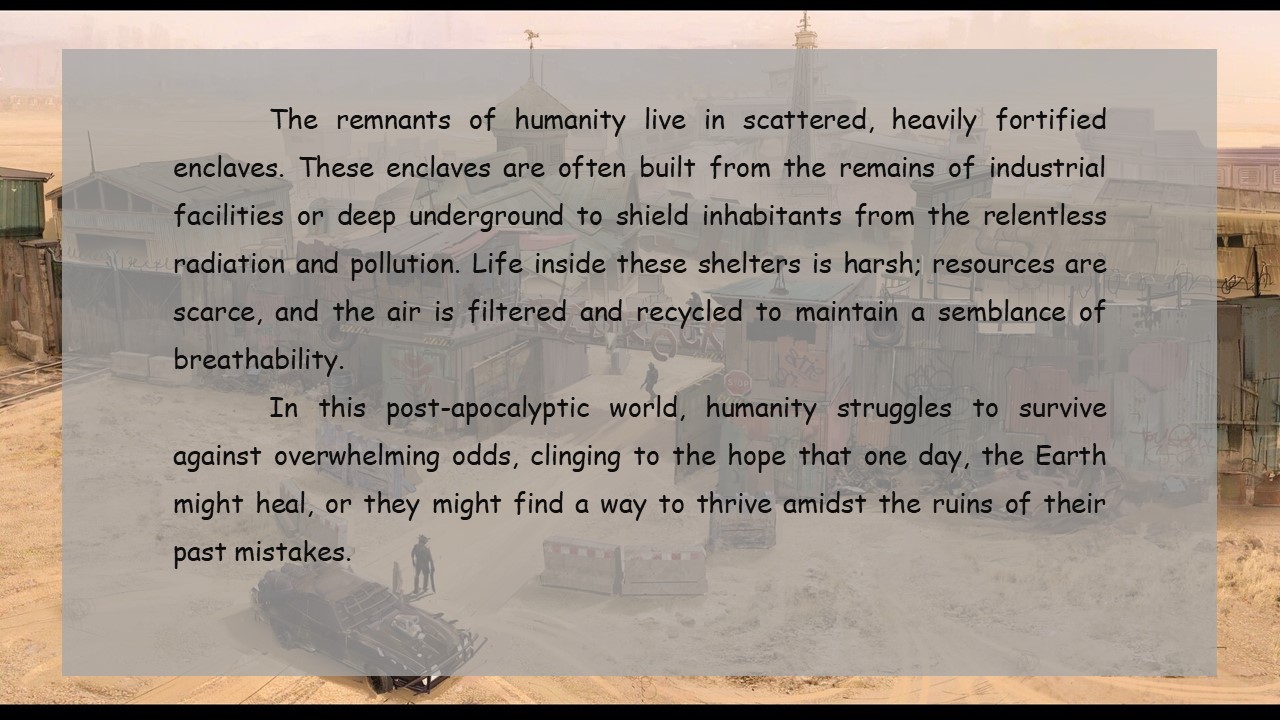 The remnants of humanity live in scattered, heavily fortified
enclaves. These enclaves are often built from the remains of industrial
facilities or deep underground to shield inhabitants from the relentless
radiation and pollution. Life inside these shelters is harsh; resources are
scarce, and the air is filtered and recycled to maintain a semblance of
breathability.
In this post-apocalyptic world, humanity struggles to survive
against overwhelming odds, clinging to the hope that one day, the Earth
might heal, or they might find a way to thrive amidst the ruins of their
past mistakes.
STOP